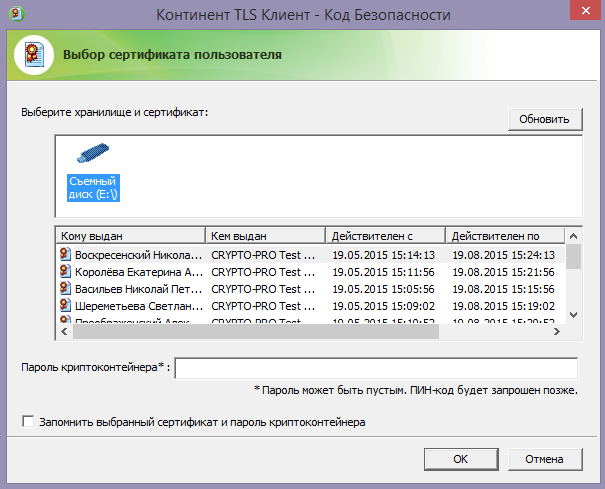 Континент TLS Клиент - Код Безопасности
Выбор сертификата пользователя
Выберите хранилище и сертификат:
Обновить
Съемный
диск (E:\)
Кому выдан Кем выдан Действителен с Действителен по
Воскресенский Никола... CRYPTO-PRO Test ... 19.05.2015 15:14:13 19.08.2015 15:24:13
Королёва Екатерина А... CRYPTO-PRO Test ... 19.05.2015 15:11:56 19.08.2015 15:21:56
Васильев Николай Пет... CRYPTO-PRO Test ... 19.05.2015 15:05:56 19.08.2015 15:15:56
Шереметьева Светлан... CRYPTO-PRO Test ... 19.05.2015 15:09:02 19.08.2015 15:19:02
Преображенский Алек... CRYPTO-PRO Test ... 19.05.2015 15:19:52 19.08.2015 15:29:52
Пароль криптоконтейнера* :
* Пароль может быть пустым. ПИН-код будет запрошен позже.
Запомнить выбранный сертификат и пароль криптоконтейнера
OK Отмена